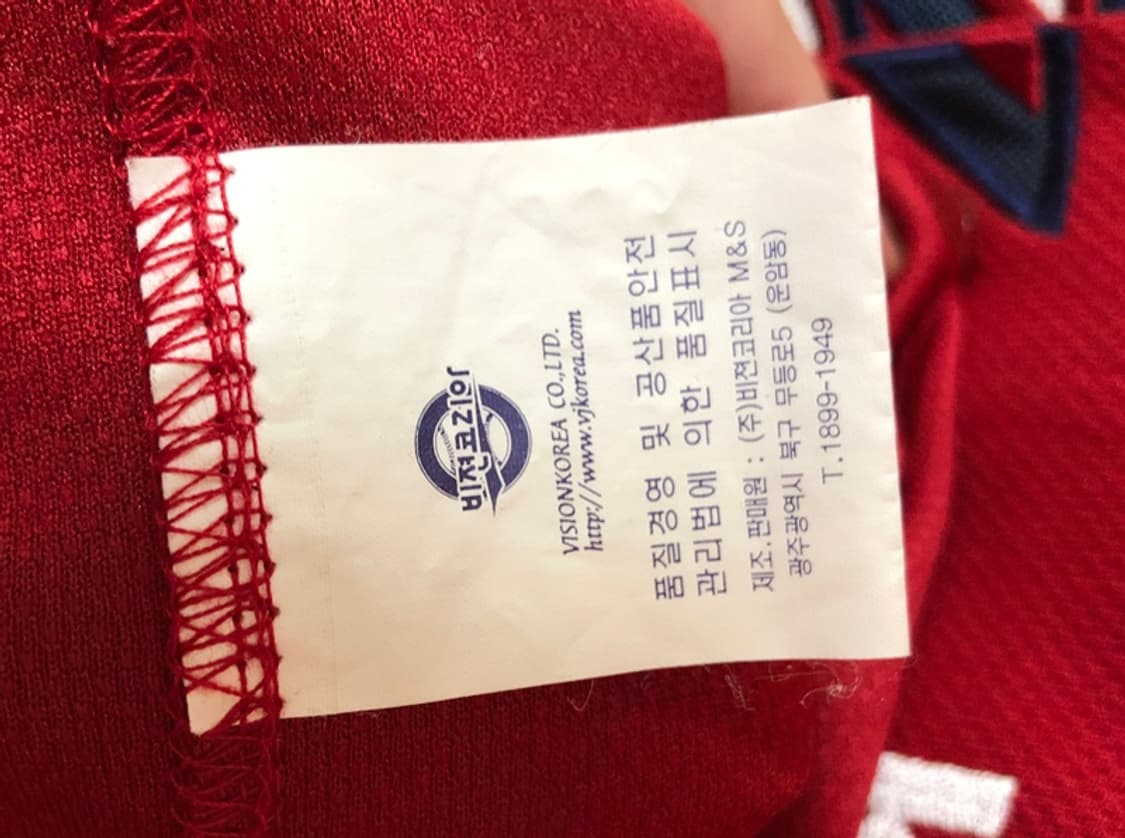 비젼코리아
VISIONKOREA CO.,LTD.
http://www.vjkorea.com
품질경영 및 공산품안전
관리법에 의한 품질표시
제조.판매원 : (주)비젼코리아 M&S
광주광역시 북구 무등로5 (운암동)
T.1899-1949